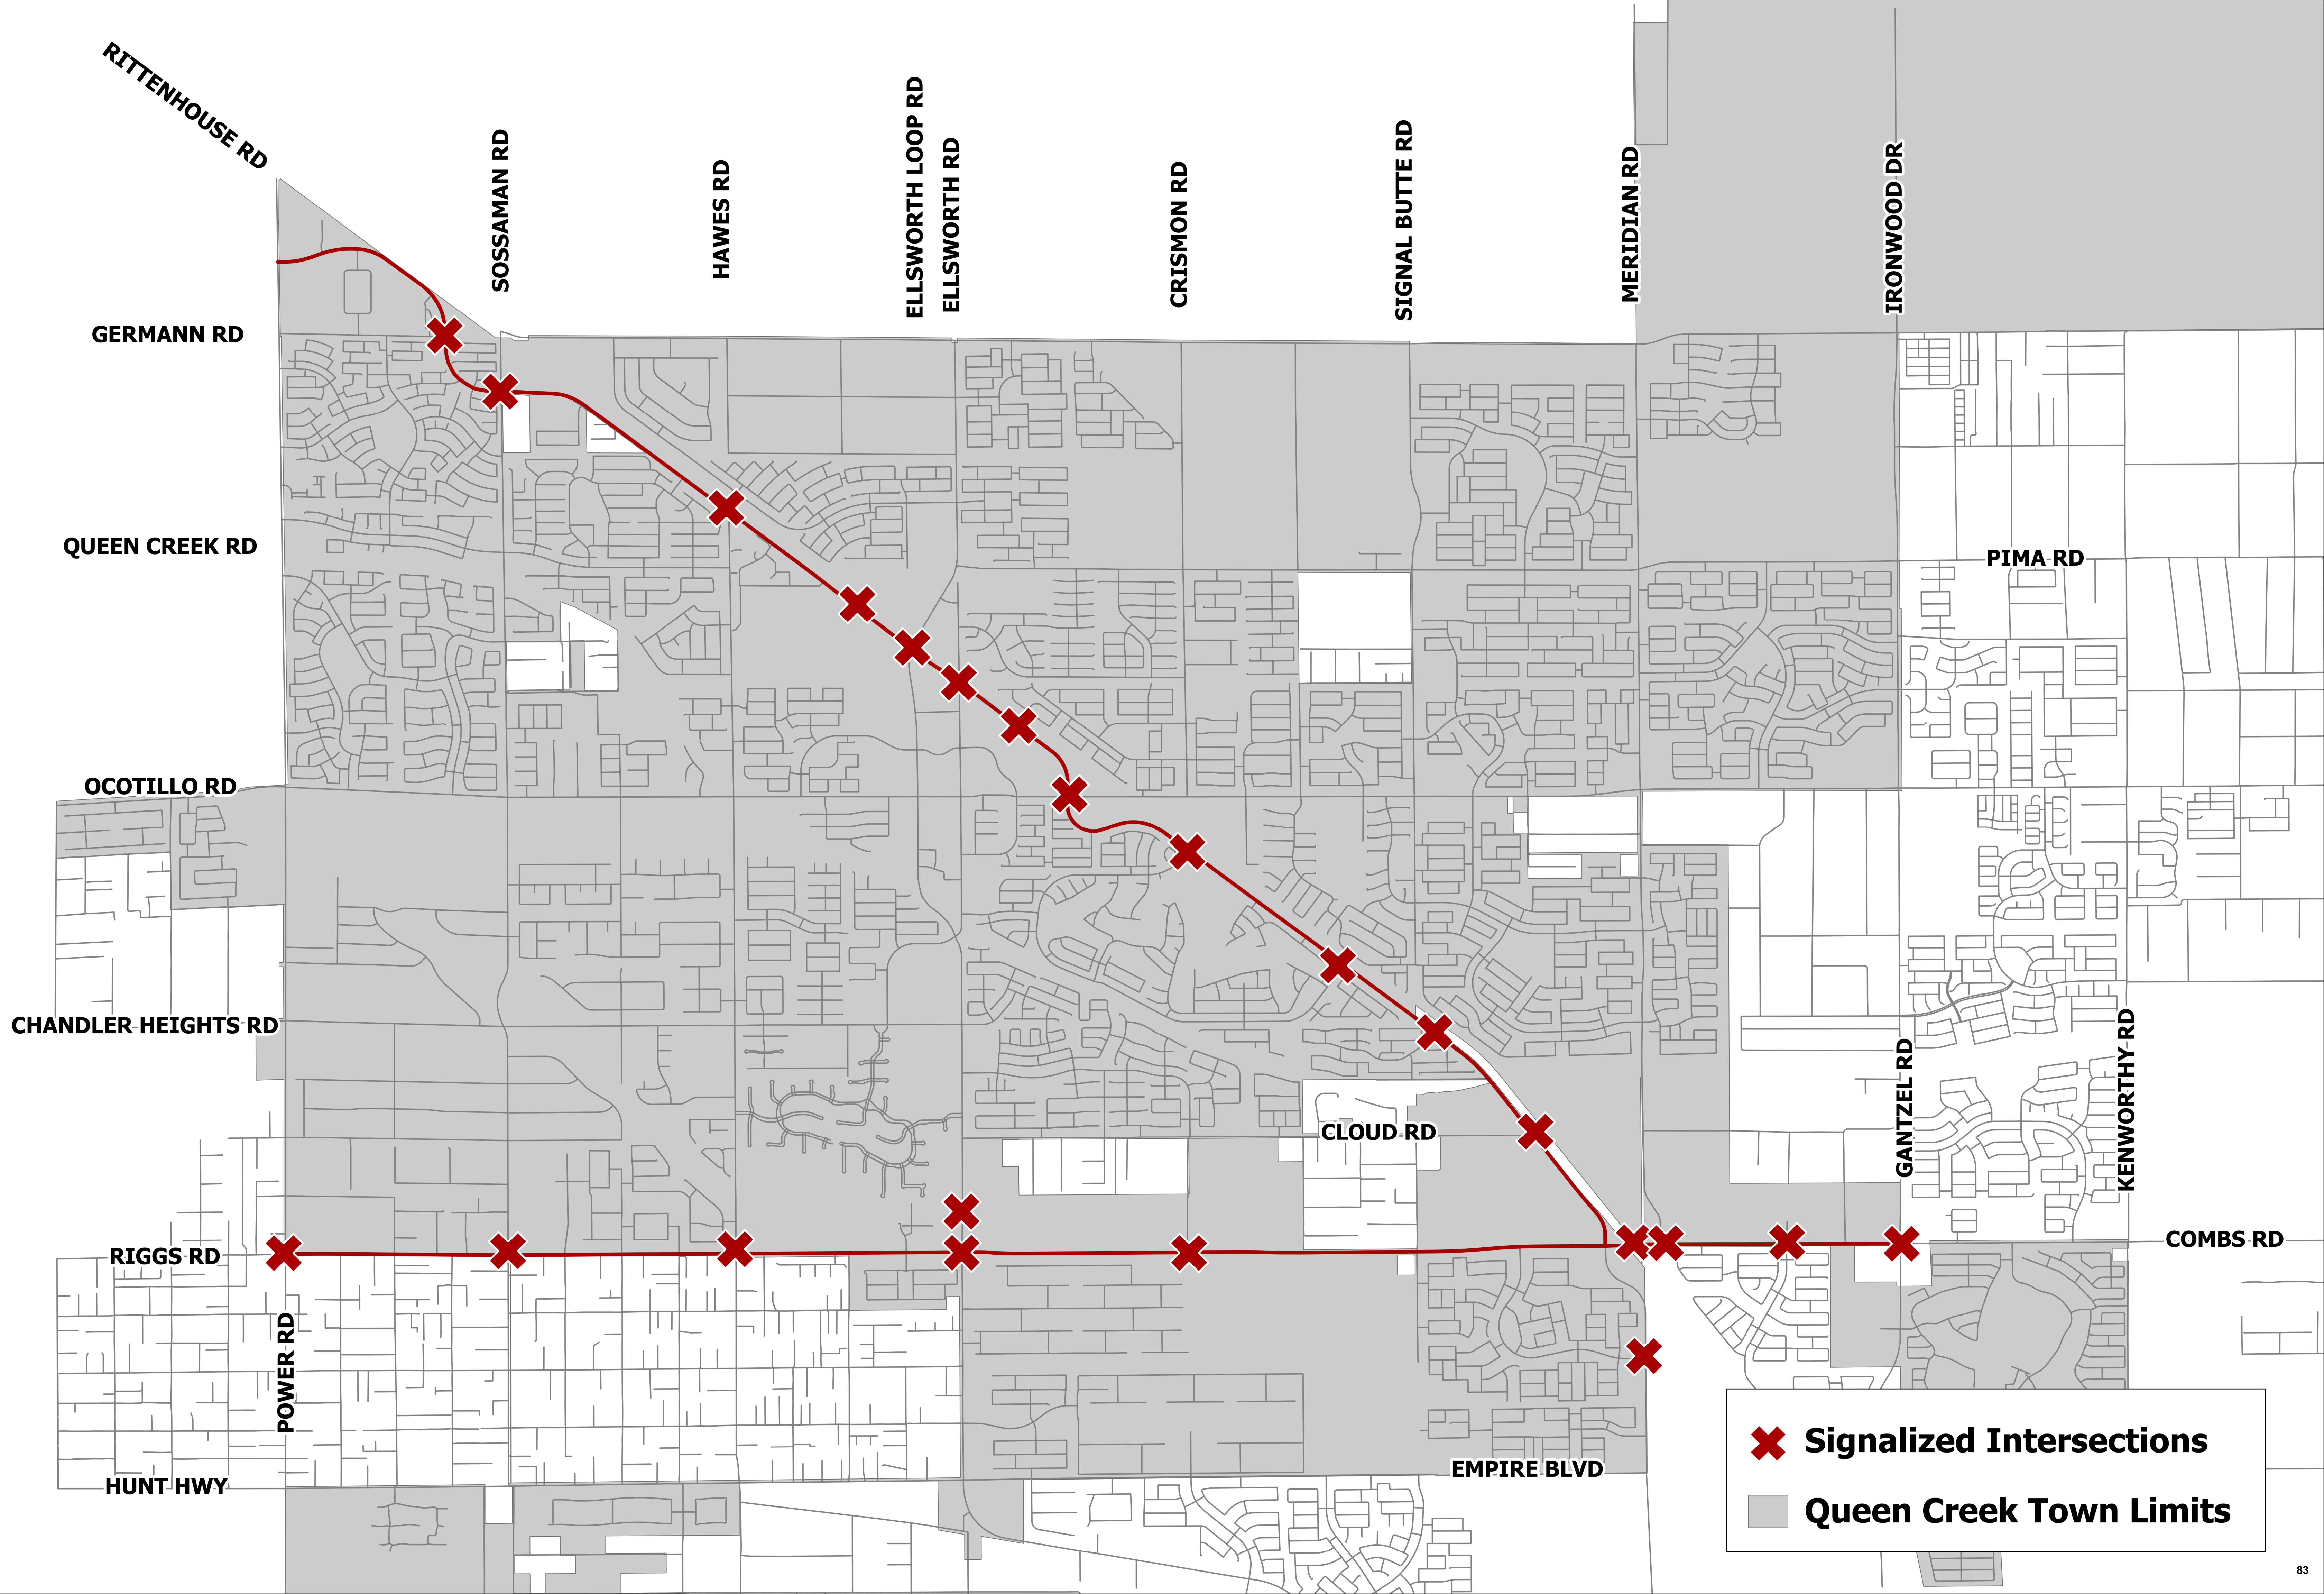 RITTENHOUSE RD
SOSSAMAN RD
HAWES RD
ELLSWORTH LOOP RD
ELLSWORTH RD
CRISMON RD
SIGNAL BUTTE RD
MERIDIAN RD
IRONWOOD DR
GERMANN RD
QUEEN CREEK RD
PIMA RD
OCOTILLO RD
CHANDLER HEIGHTS RD
CLOUD RD
GANTZEL RD
KENWORTHY RD
RIGGS RD
COMBS RD
POWER RD
HUNT HWY
EMPIRE BLVD
Signalized Intersections
Queen Creek Town Limits
83